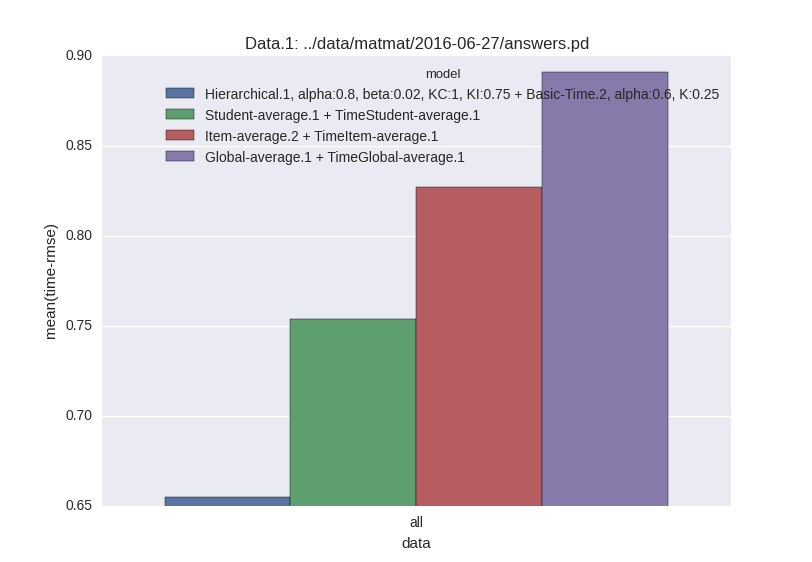 Data.1: ../data/matmat/2016-06-27/answers.pd
0.90
model
Hierarchical.1, alpha:0.8, beta:0.02, KC:1, KI:0.75 + Basic-Time.2, alpha:0.6, K:0.25
Student-average.1 + TimeStudent-average.1
Item-average.2 + TimeItem-average.1
Global-average.1 + TimeGlobal-average.1
0.85
0.80
0.75
0.70
0.65
mean(time-rmse)
all
data